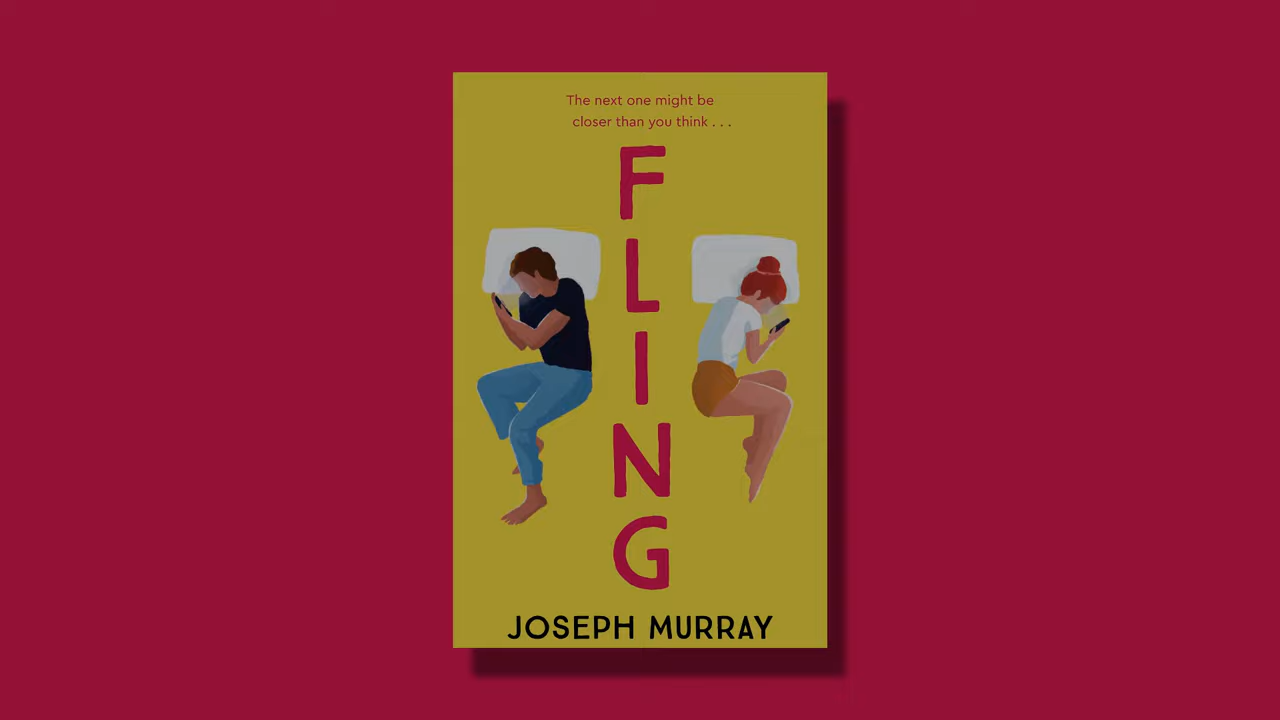 The next one might be
closer than you think . . .
FLING
JOSEPH MURRAY